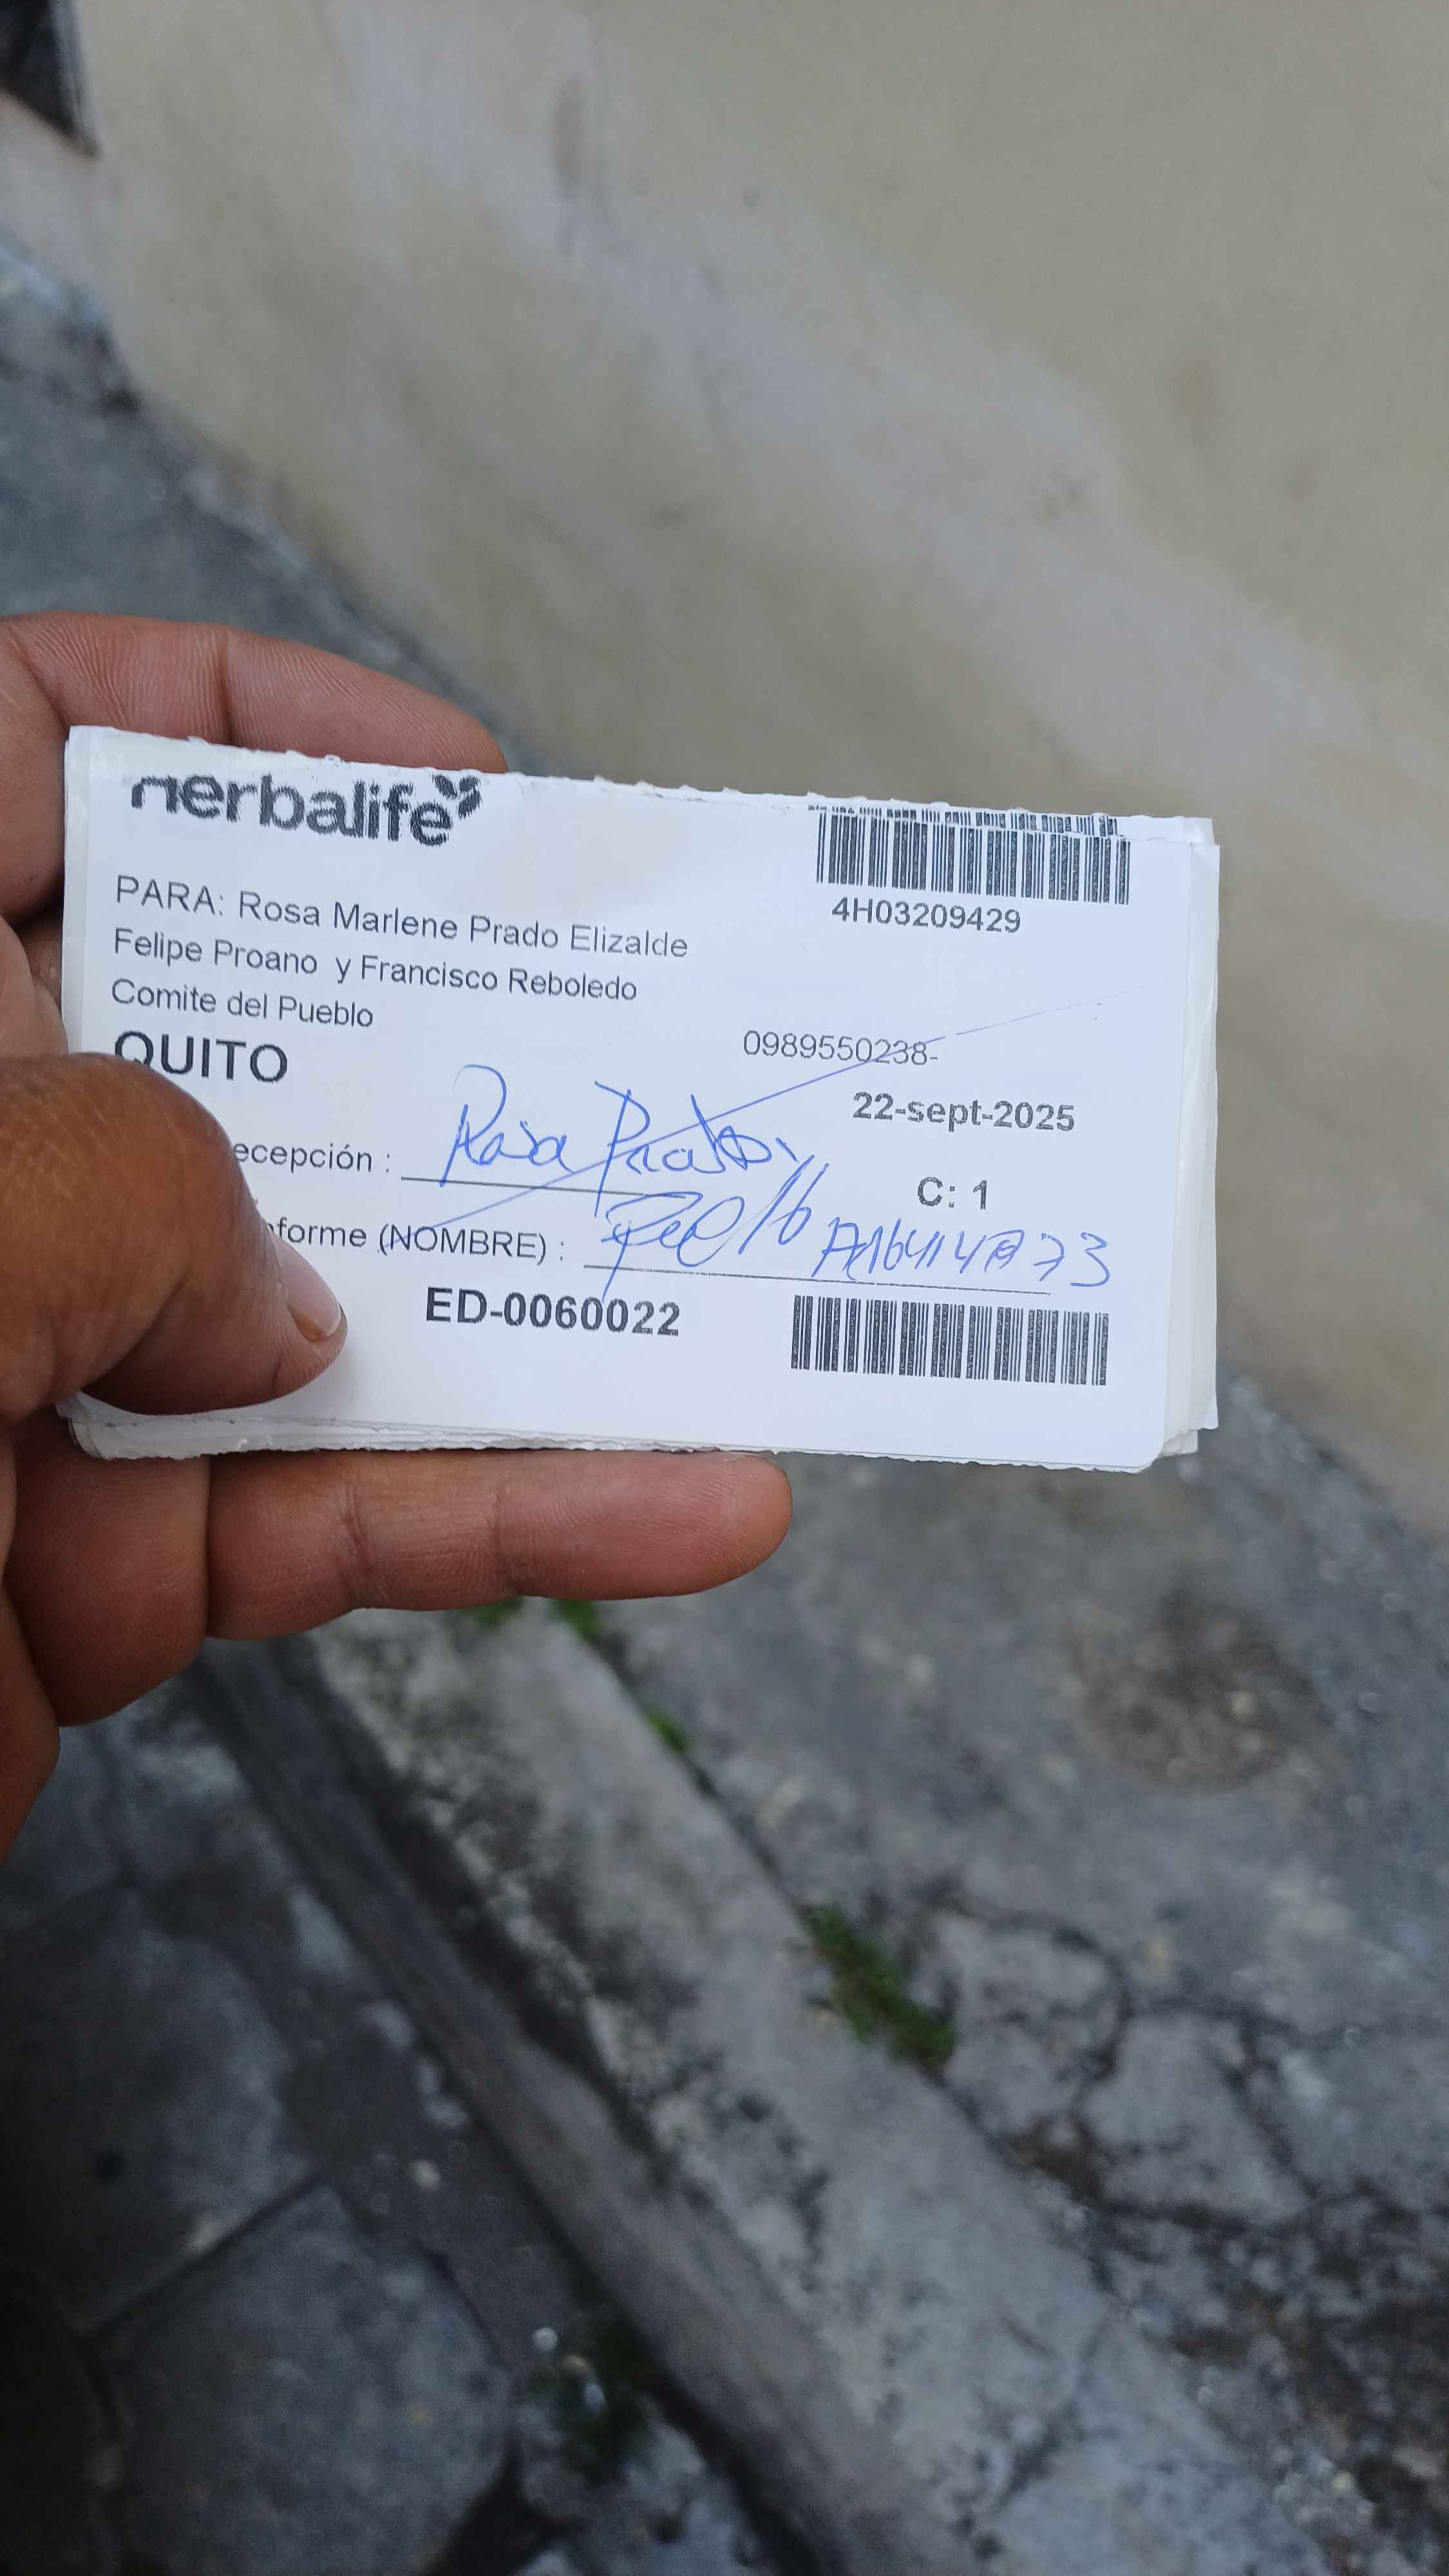 herbalife
4H03209429
PARA: Rosa Marlene Prado Elizalde
Felipe Proano y Francisco Reboledo
Comite del Pueblo
0989550238-
QUITO
22-sept-2025
ecepción : Rosa Prado
C: 1
nforme (NOMBRE) :
ED-0060022